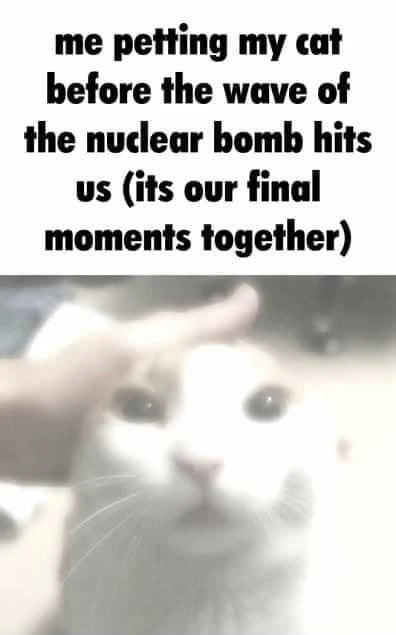 me petting my cat
before the wave of
the nuclear bomb hits
us (its our final
moments together)